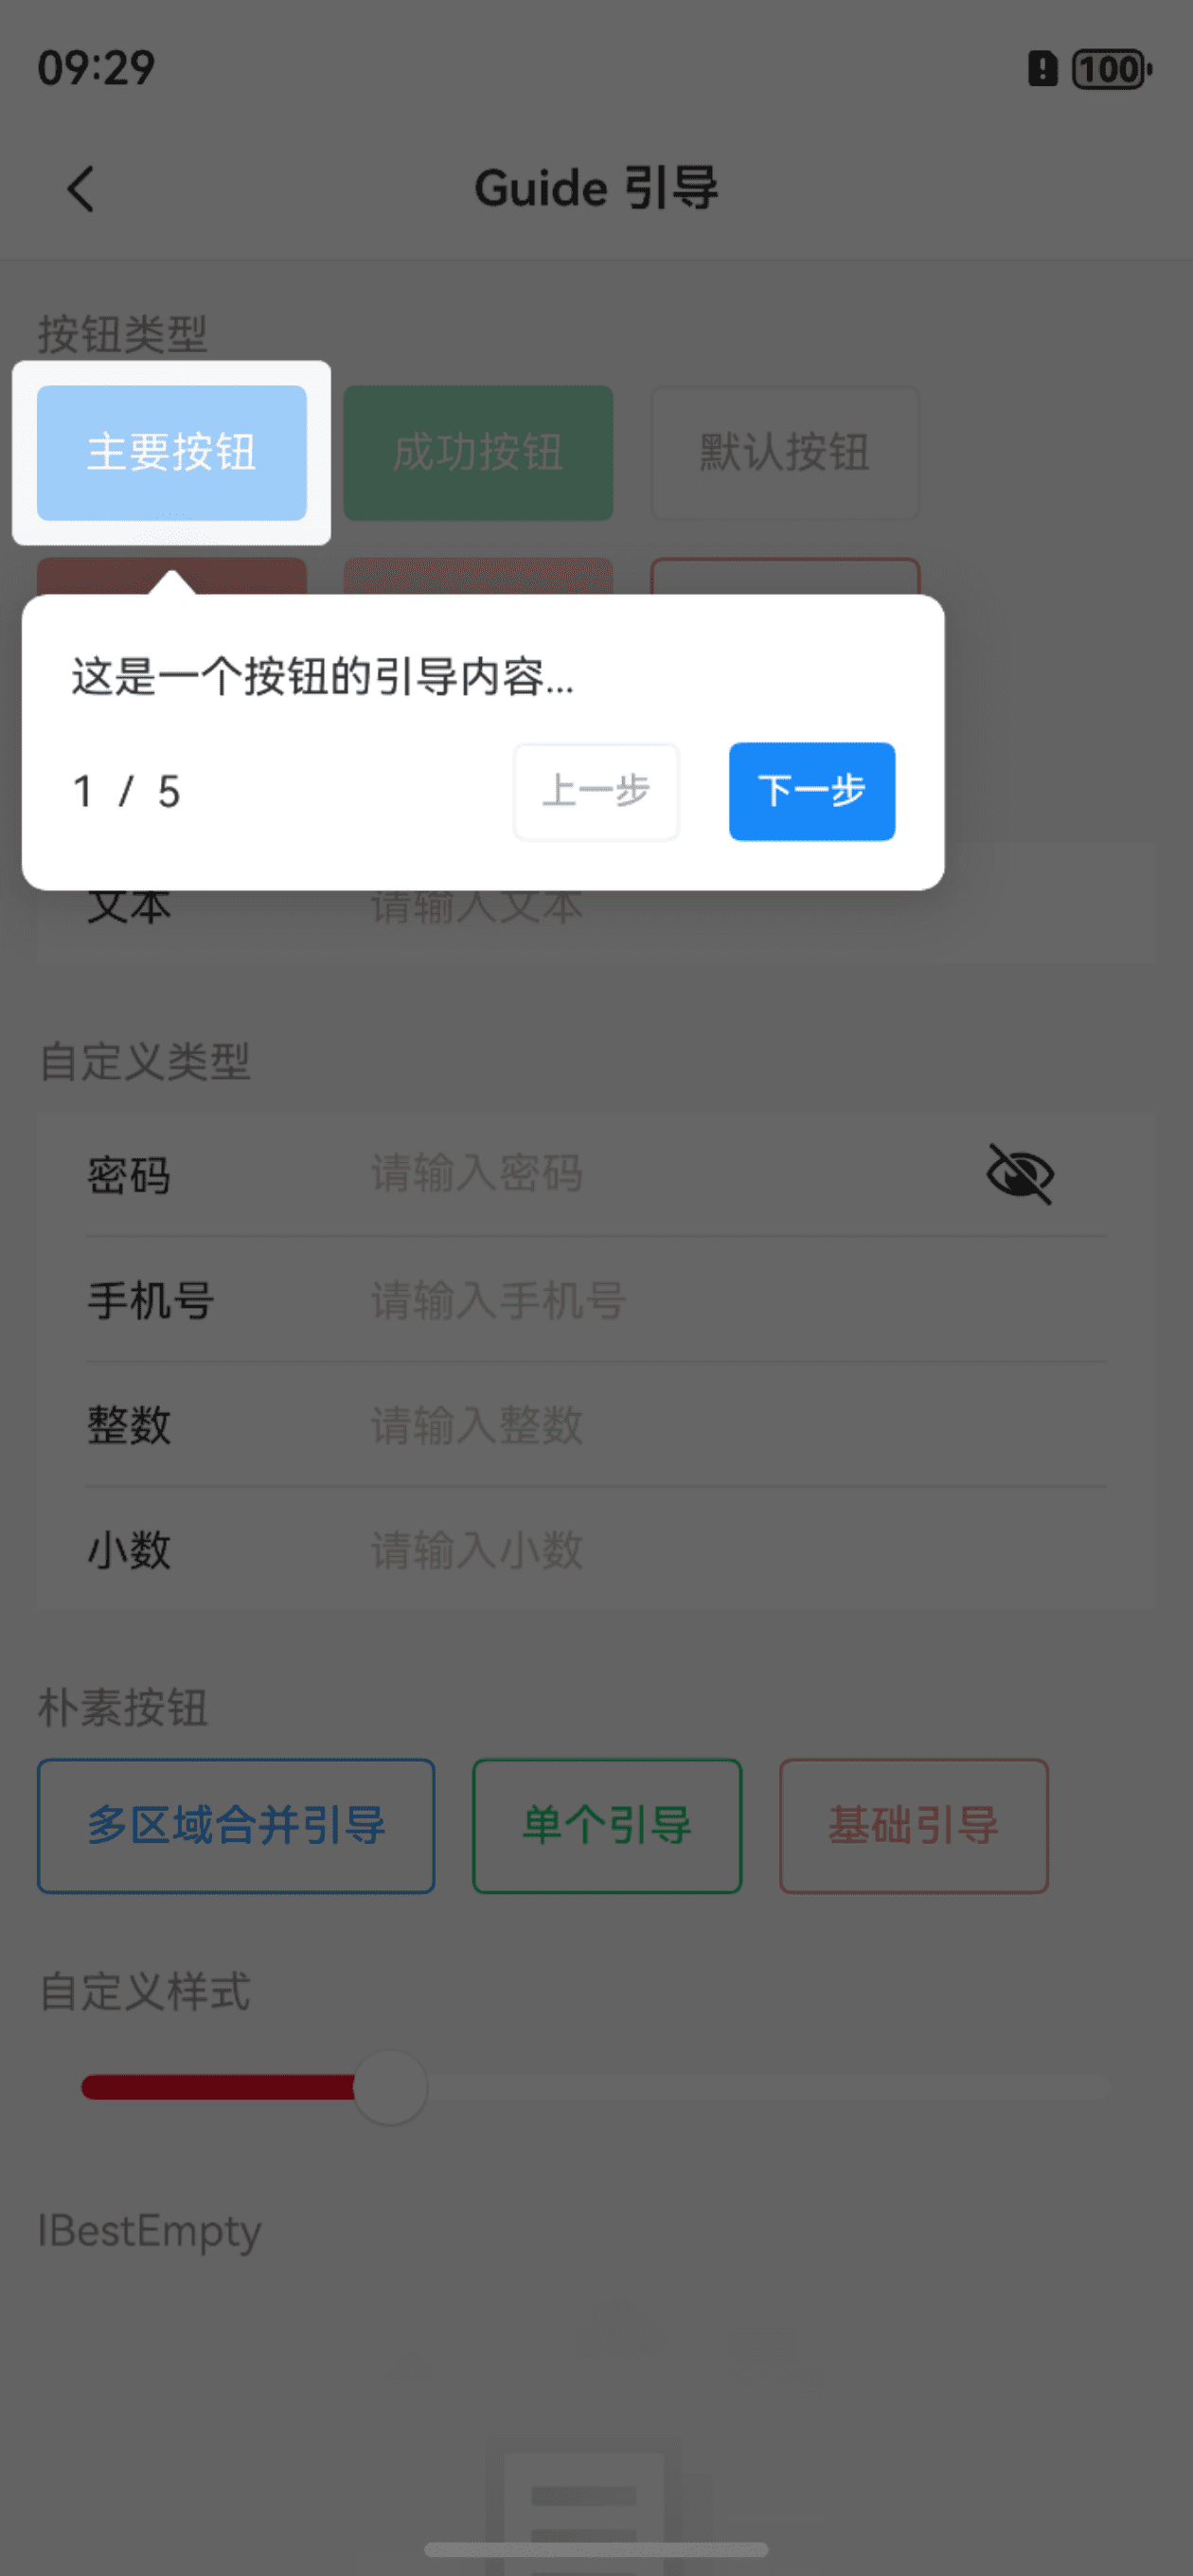 09:29
100
Guide 引导
按钮类型
主要按钮
成功按钮
默认按钮
这是一个按钮的引导内容...
1 / 5
上一步
下一步
文本
请输入文本
自定义类型
密码
请输入密码
手机号
请输入手机号
整数
请输入整数
小数
请输入小数
朴素按钮
多区域合并引导
单个引导
基础引导
自定义样式
IBestEmpty